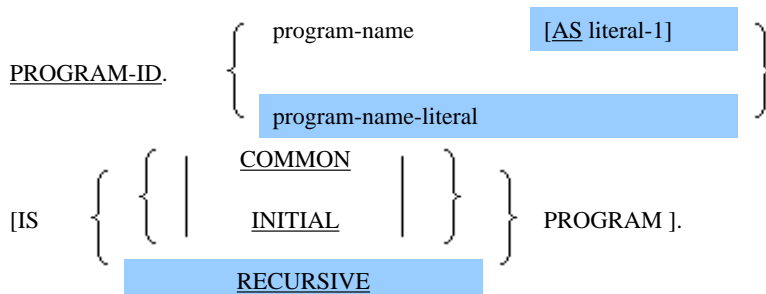 program-name [AS literal-1]
PROGRAM-ID.
program-name-literal
COMMON
[IS INITIAL PROGRAM ].
RECURSIVE